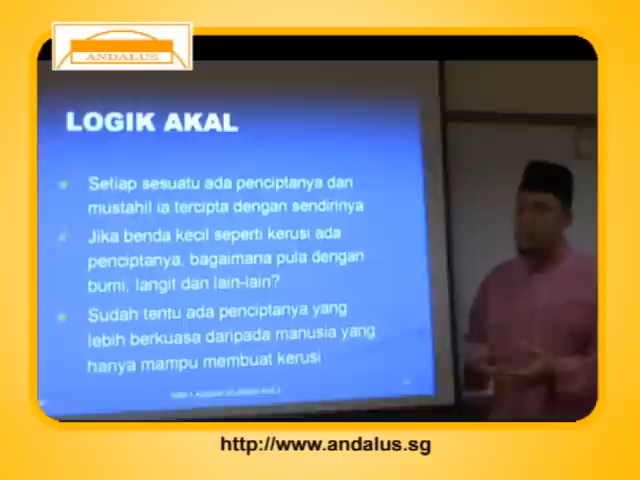 ANDALUS
LOGIK AKAL
Setiap sesuatu ada penciptanya dan
mustahil ia tercipta dengan sendirinya
Jika benda kecil seperti kerusi ada
penciptanya, bagaimana pula dengan
bumi, langit dan lain-lain?
Sudah tentu ada penciptanya yang
lebih berkuasa daripada manusia yang
hanya mampu membuat kerusi
http://www.andalus.sg